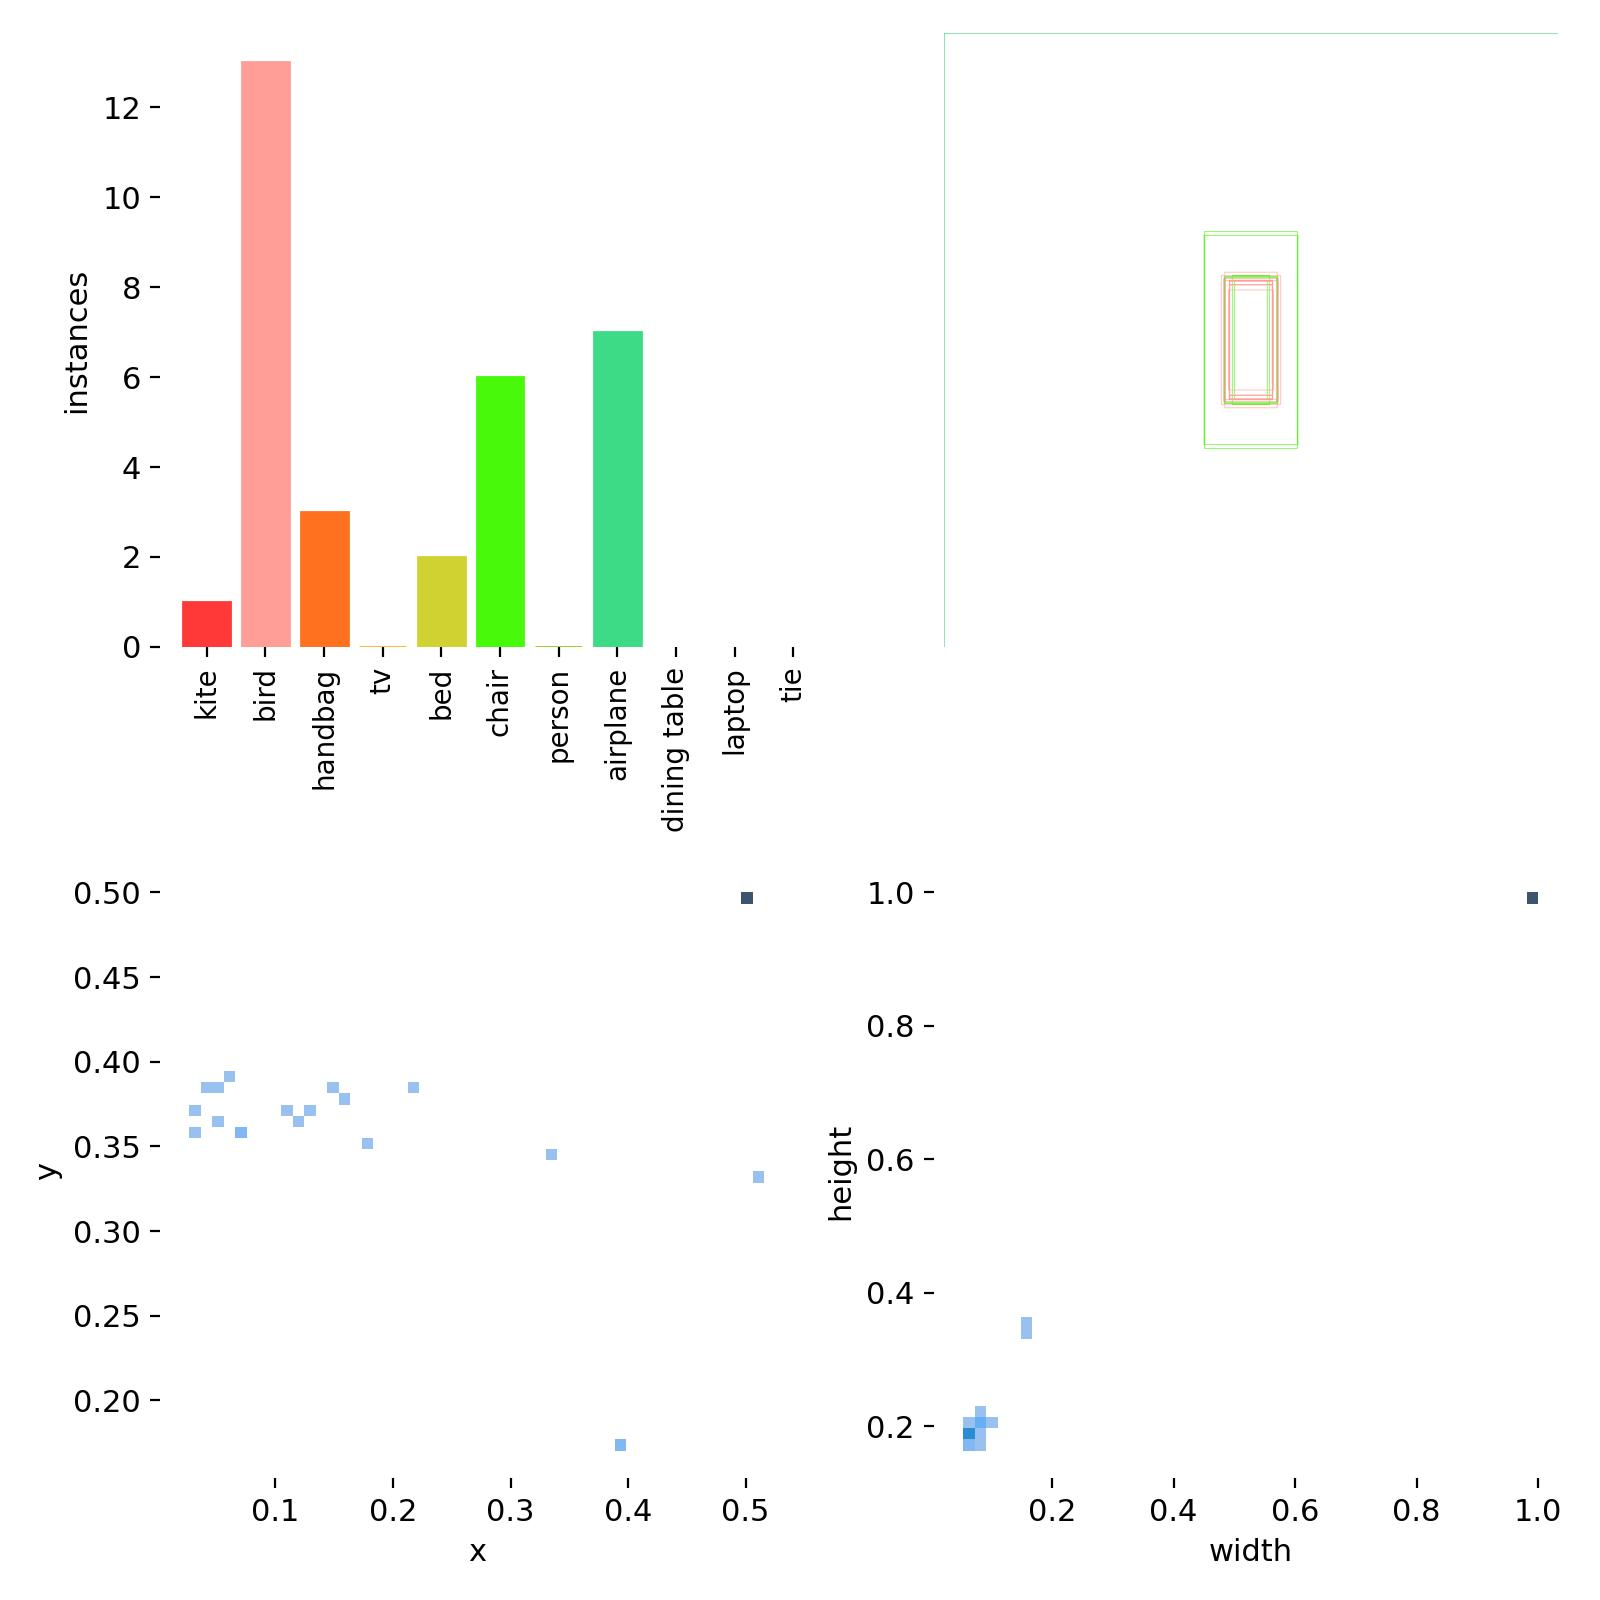 instances
12
10
8
6
4
2
0
kite
bird
handbag
tv
bed
chair
person
airplane
dining table
laptop
tie
y
0.50
0.45
0.40
0.35
0.30
0.25
0.20
0.1 0.2 0.3 0.4 0.5
x
height
1.0
0.8
0.6
0.4
0.2
0.2 0.4 0.6 0.8 1.0
width